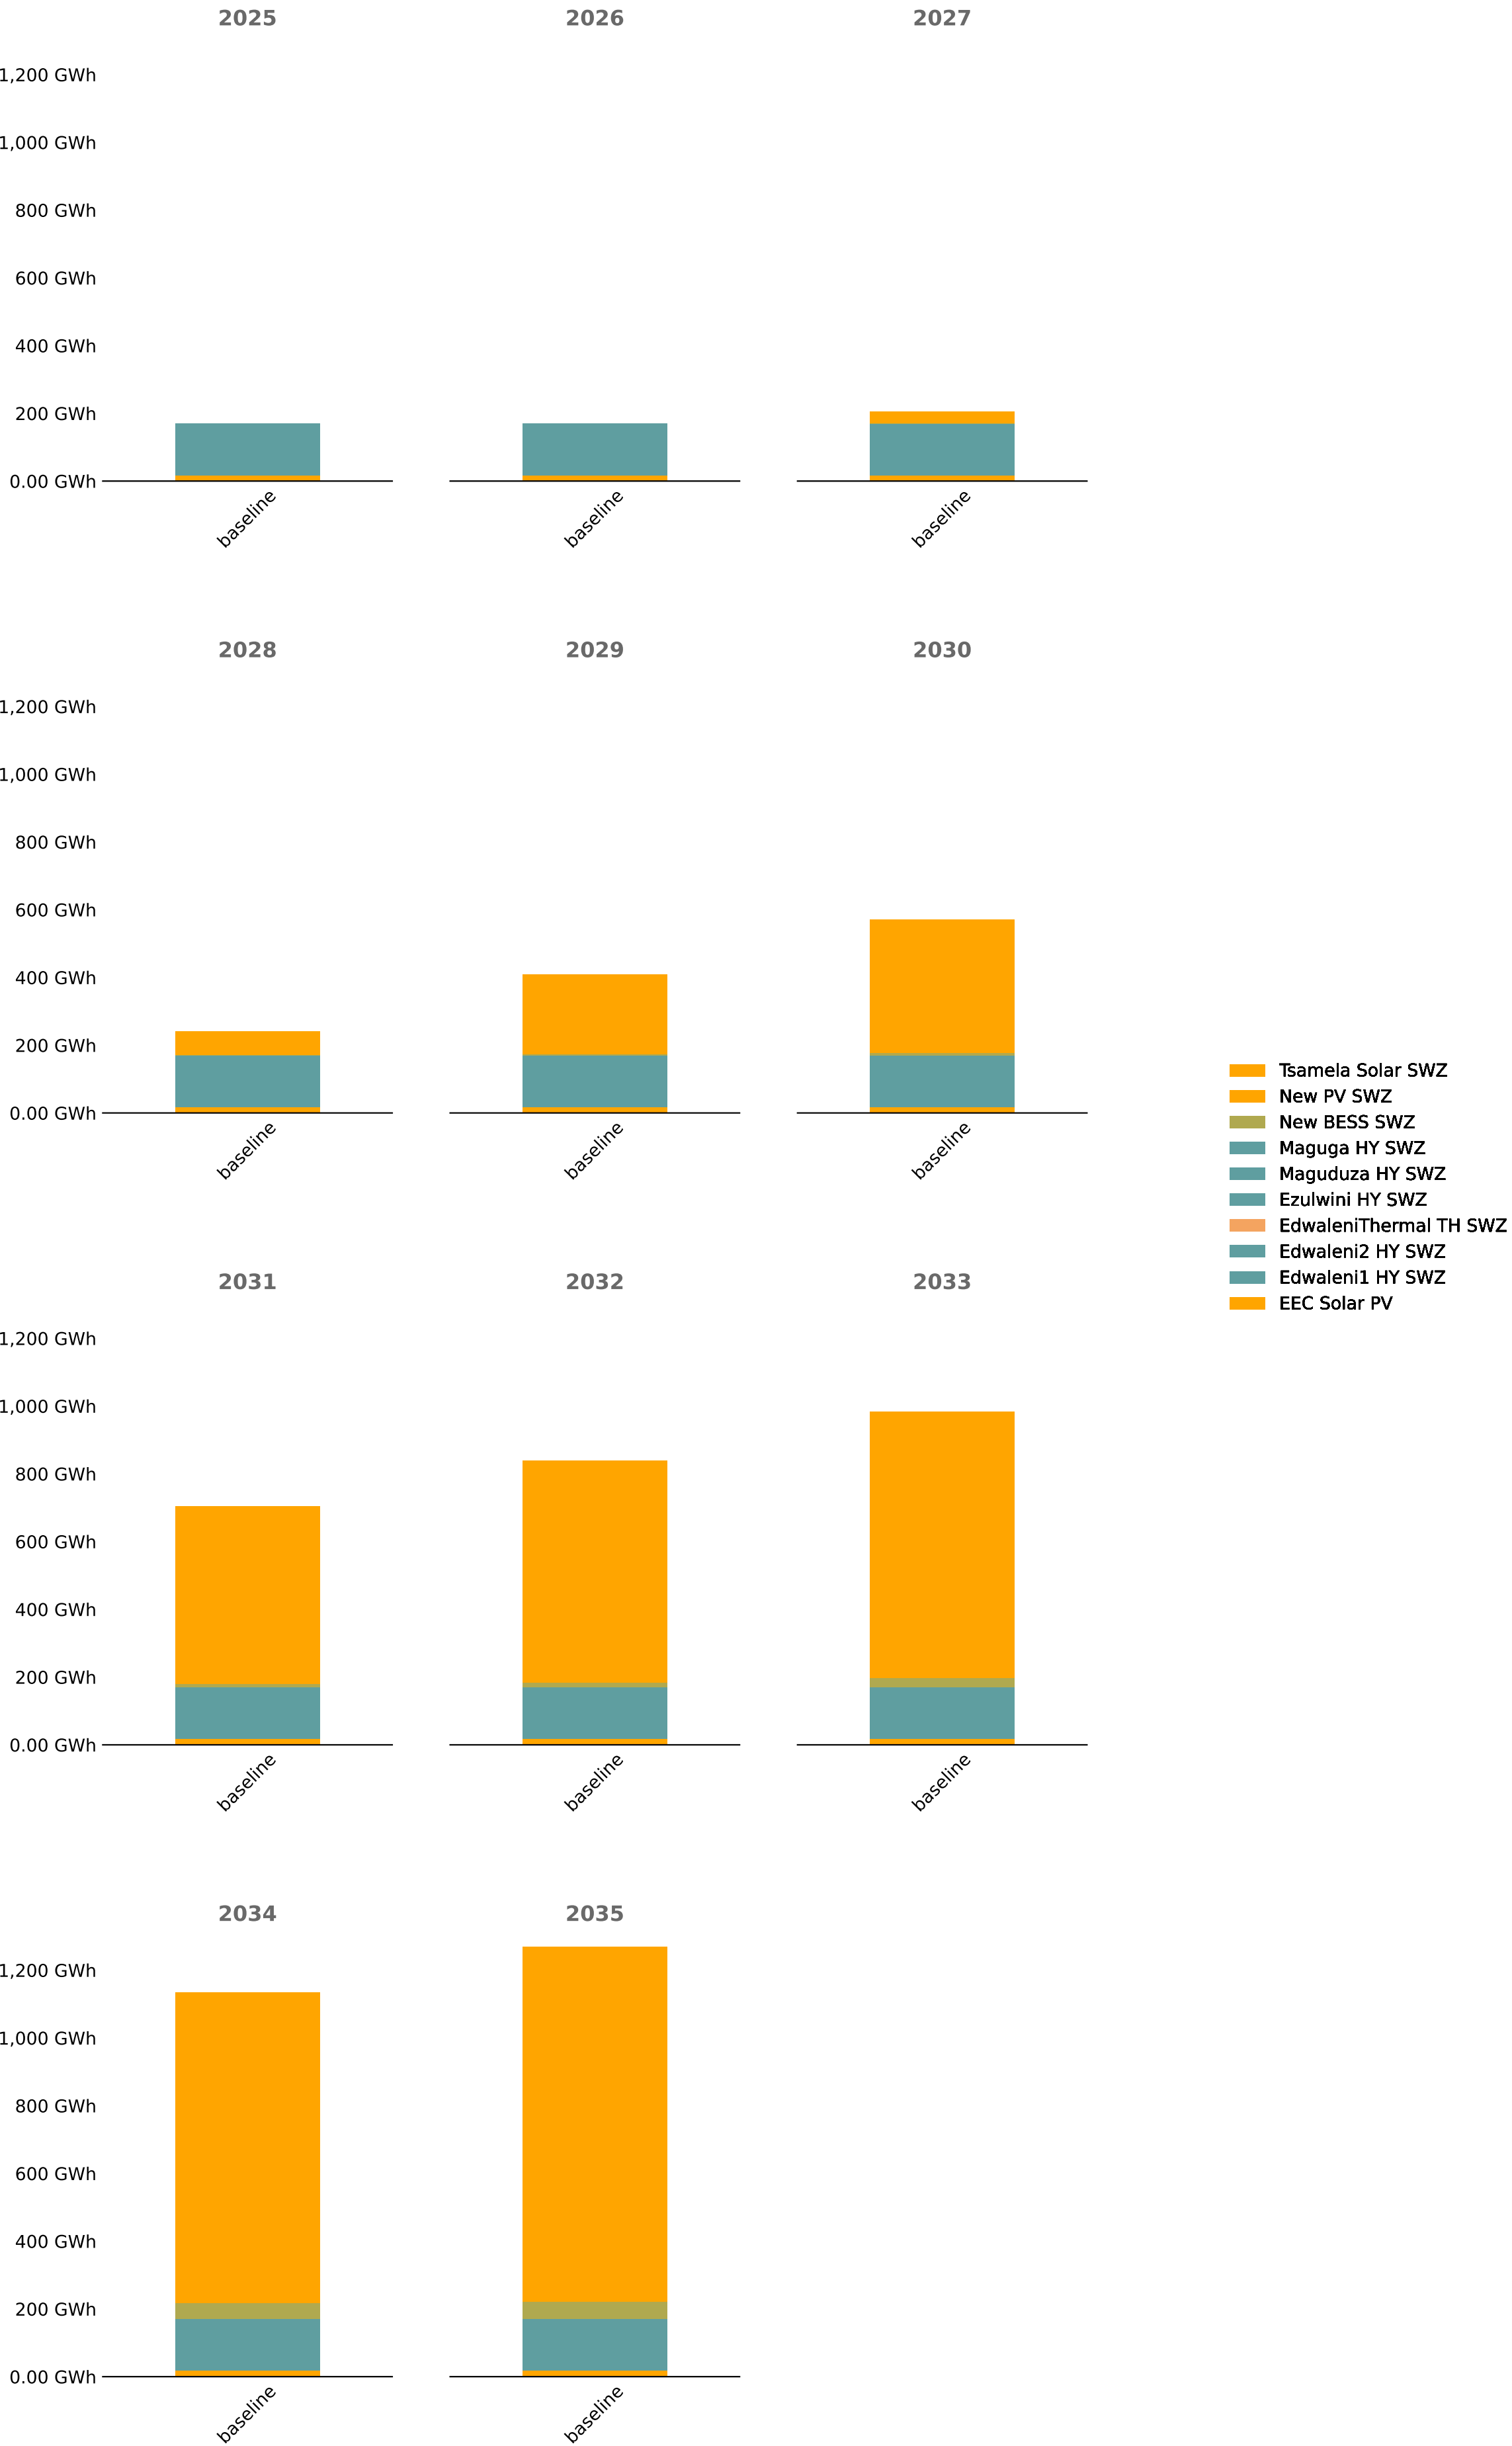 2025 2026 2027
1,200 GWh
1,000 GWh
800 GWh
600 GWh
400 GWh
200 GWh
0.00 GWh
baseline baseline baseline
2028 2029 2030
1,200 GWh
1,000 GWh
800 GWh
600 GWh
400 GWh
200 GWh
0.00 GWh
baseline baseline baseline
Tsamela Solar SWZ
New PV SWZ
New BESS SWZ
Maguga HY SWZ
Maguduza HY SWZ
Ezulwini HY SWZ
EdwaleniThermal TH SWZ
Edwaleni2 HY SWZ
Edwaleni1 HY SWZ
EEC Solar PV
2031 2032 2033
1,200 GWh
1,000 GWh
800 GWh
600 GWh
400 GWh
200 GWh
0.00 GWh
baseline baseline baseline
2034 2035
1,200 GWh
1,000 GWh
800 GWh
600 GWh
400 GWh
200 GWh
0.00 GWh
baseline baseline